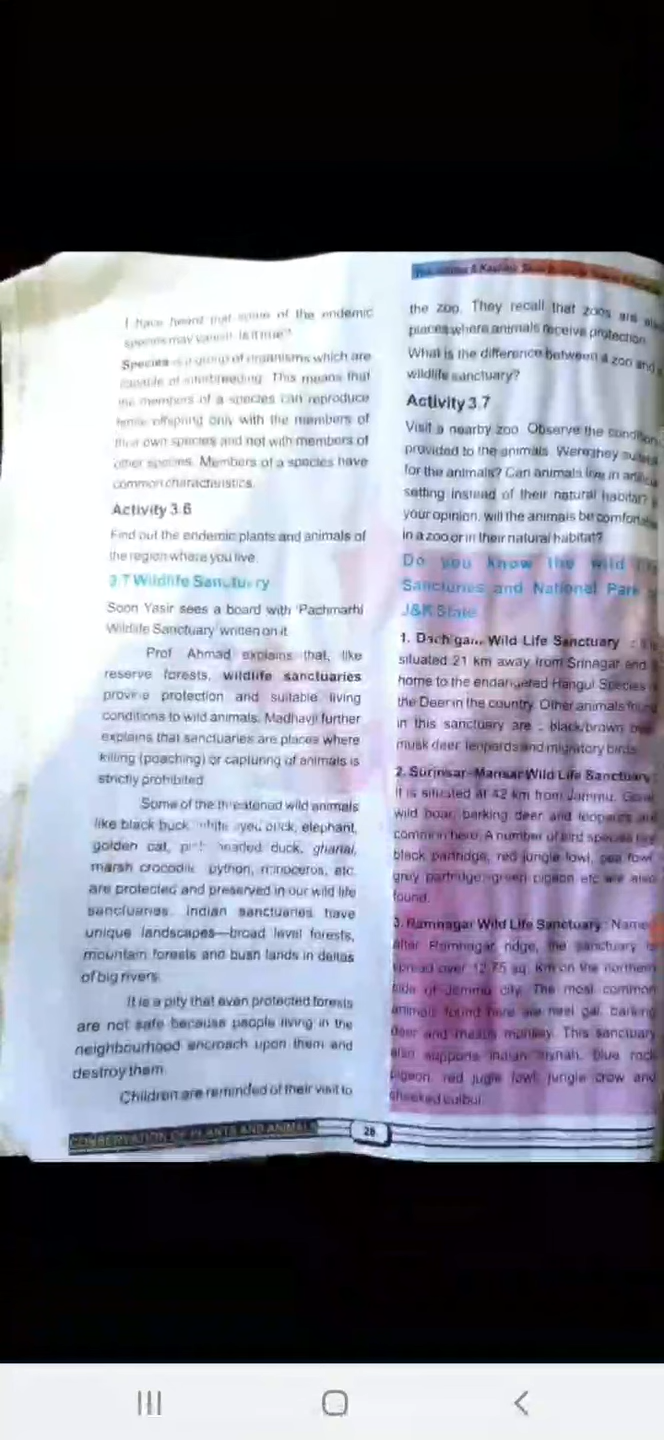 I have heard that some of the endemic
species may vanish. Is it true?
Species is a group of organisms which are
capable of interbreeding. This means that
the members of a species can reproduce
fertile offspring only with the members of
their own species and not with members of
other species. Members of a species have
common characteristics.
Activity 3.6
Find out the endemic plants and animals of
the region where you live.
3.7 Wildlife Sanctuary
Soon Yasir sees a board with 'Pachmarhi
Wildlife Sanctuary' written on it.
Prof Ahmad explains that, like
reserve forests, wildlife sanctuaries
provide protection and suitable living
conditions to wild animals. Madhavji further
explains that sanctuaries are places where
killing (poaching) or capturing of animals is
strictly prohibited.
Some of the threatened wild animals
like black buck, white eyed buck, elephant,
golden cat, pink headed duck, gharial,
marsh crocodile, python, rhinoceros, etc.
are protected and preserved in our wild life
sanctuaries. Indian sanctuaries have
unique landscapes—broad level forests,
mountain forests and bush lands in deltas
of big rivers.
It is a pity that even protected forests
are not safe because people living in the
neighbourhood encroach upon them and
destroy them.
Children are reminded of their visit to
the zoo. They recall that zoos are
places where animals receive protection.
What is the difference between a zoo and
wildlife sanctuary?
Activity 3.7
Visit a nearby zoo. Observe the
provided to the animals. Were they
for the animals? Can animals live in
setting instead of their natural habitat?
your opinion, will the animals be
in a zoo or in their natural habitat?
Do you know the wild
Sancturies and National Park
J&K State
1. Dachigam Wild Life Sanctuary :
situated 21 km away from Srinagar and
home to the endangered Hangul Species
the Deer in the country. Other animals
in this sanctuary are : black/brown
musk deer, leopards and migratory birds.
2. Surinsar-Mansar Wild Life Sanctuary :
It is situated at 42 km from Jammu.
wild boar, barking deer and leopards are
common here. A number of bird species
black partridge, red jungle fowl, pea fowl,
grey partridge, green pigeon etc are also
found.
3. Ramnagar Wild Life Sanctuary : Named
after Ramnagar ridge, the sanctuary is
spread over 12.75 sq. Km on the northern
side of Jammu city. The most common
animals found here are neel gai, barking
deer and rhesus monkey. This sanctuary
also supports Indian mynah, blue rock
pigeon, red jugle fowl, jungle crow and
cheeked bulbul.
CONSERVATION OF PLANTS AND ANIMALS